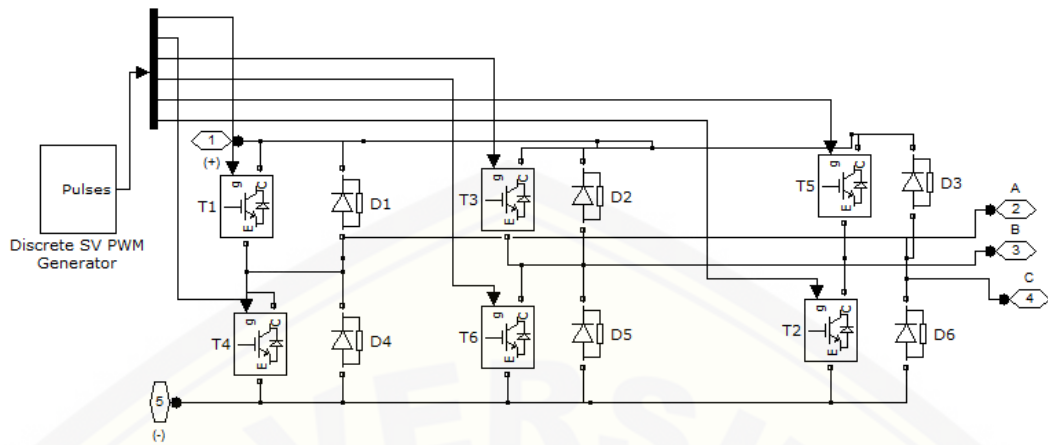 Pulses
Discrete SV PWM
Generator
1
(+)
g
C
E
T1
D1
g
C
E
T3
D2
g
C
E
T5
D3
A
2
B
3
C
4
g
C
E
T4
D4
g
C
E
T6
D5
g
C
E
T2
D6
5
(-)
VERSI